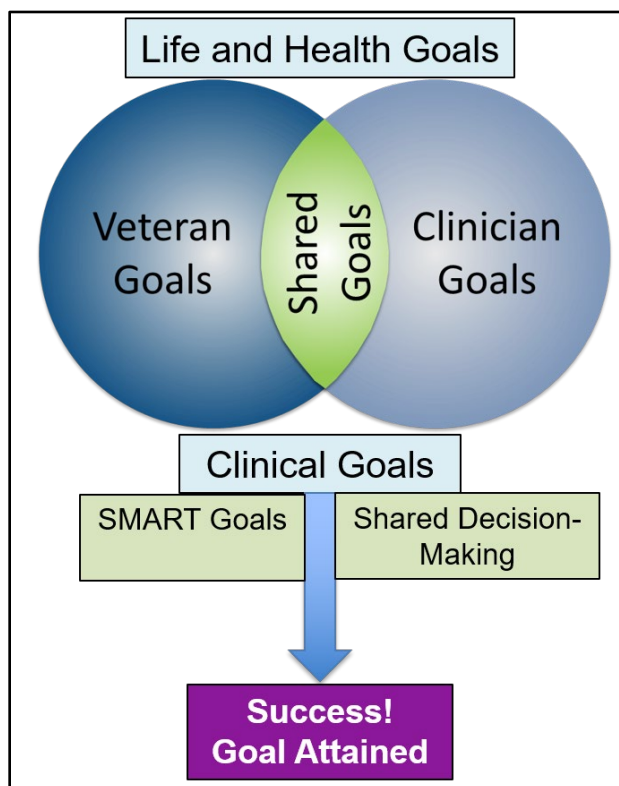 Life and Health Goals
Veteran
Goals
Shared
Goals
Clinician
Goals
Clinical Goals
SMART Goals
Shared Decision-
Making
Success!
Goal Attained